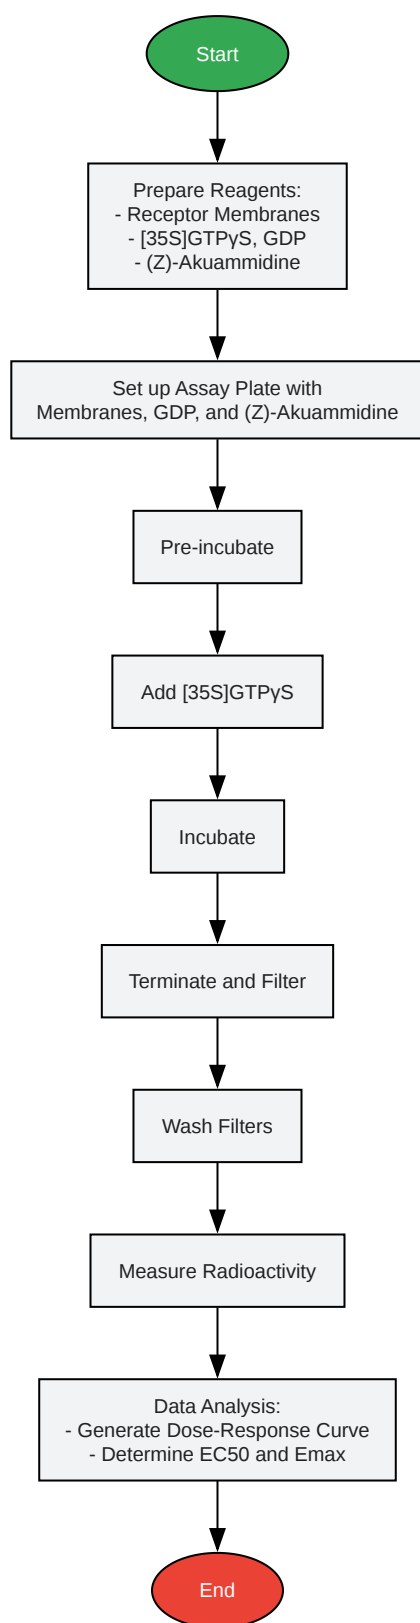 Start
Prepare Reagents:
- Receptor Membranes
- [35S]GTPγS, GDP
- (Z)-Akuammidine
Set up Assay Plate with
Membranes, GDP, and (Z)-Akuammidine
Pre-incubate
Add [35S]GTPγS
Incubate
Terminate and Filter
Wash Filters
Measure Radioactivity
Data Analysis:
- Generate Dose-Response Curve
- Determine EC50 and Emax
End